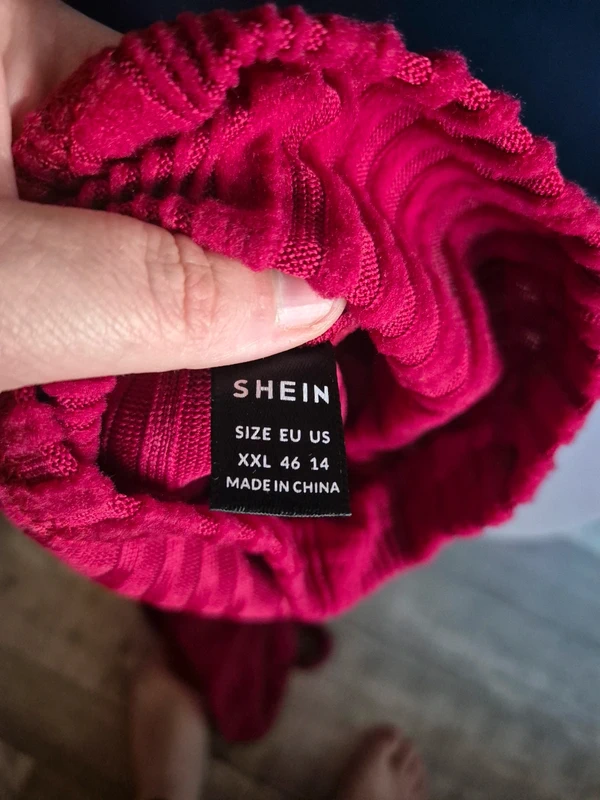 SHEIN
SIZE EU US
XXL 46 14
MADE IN CHINA